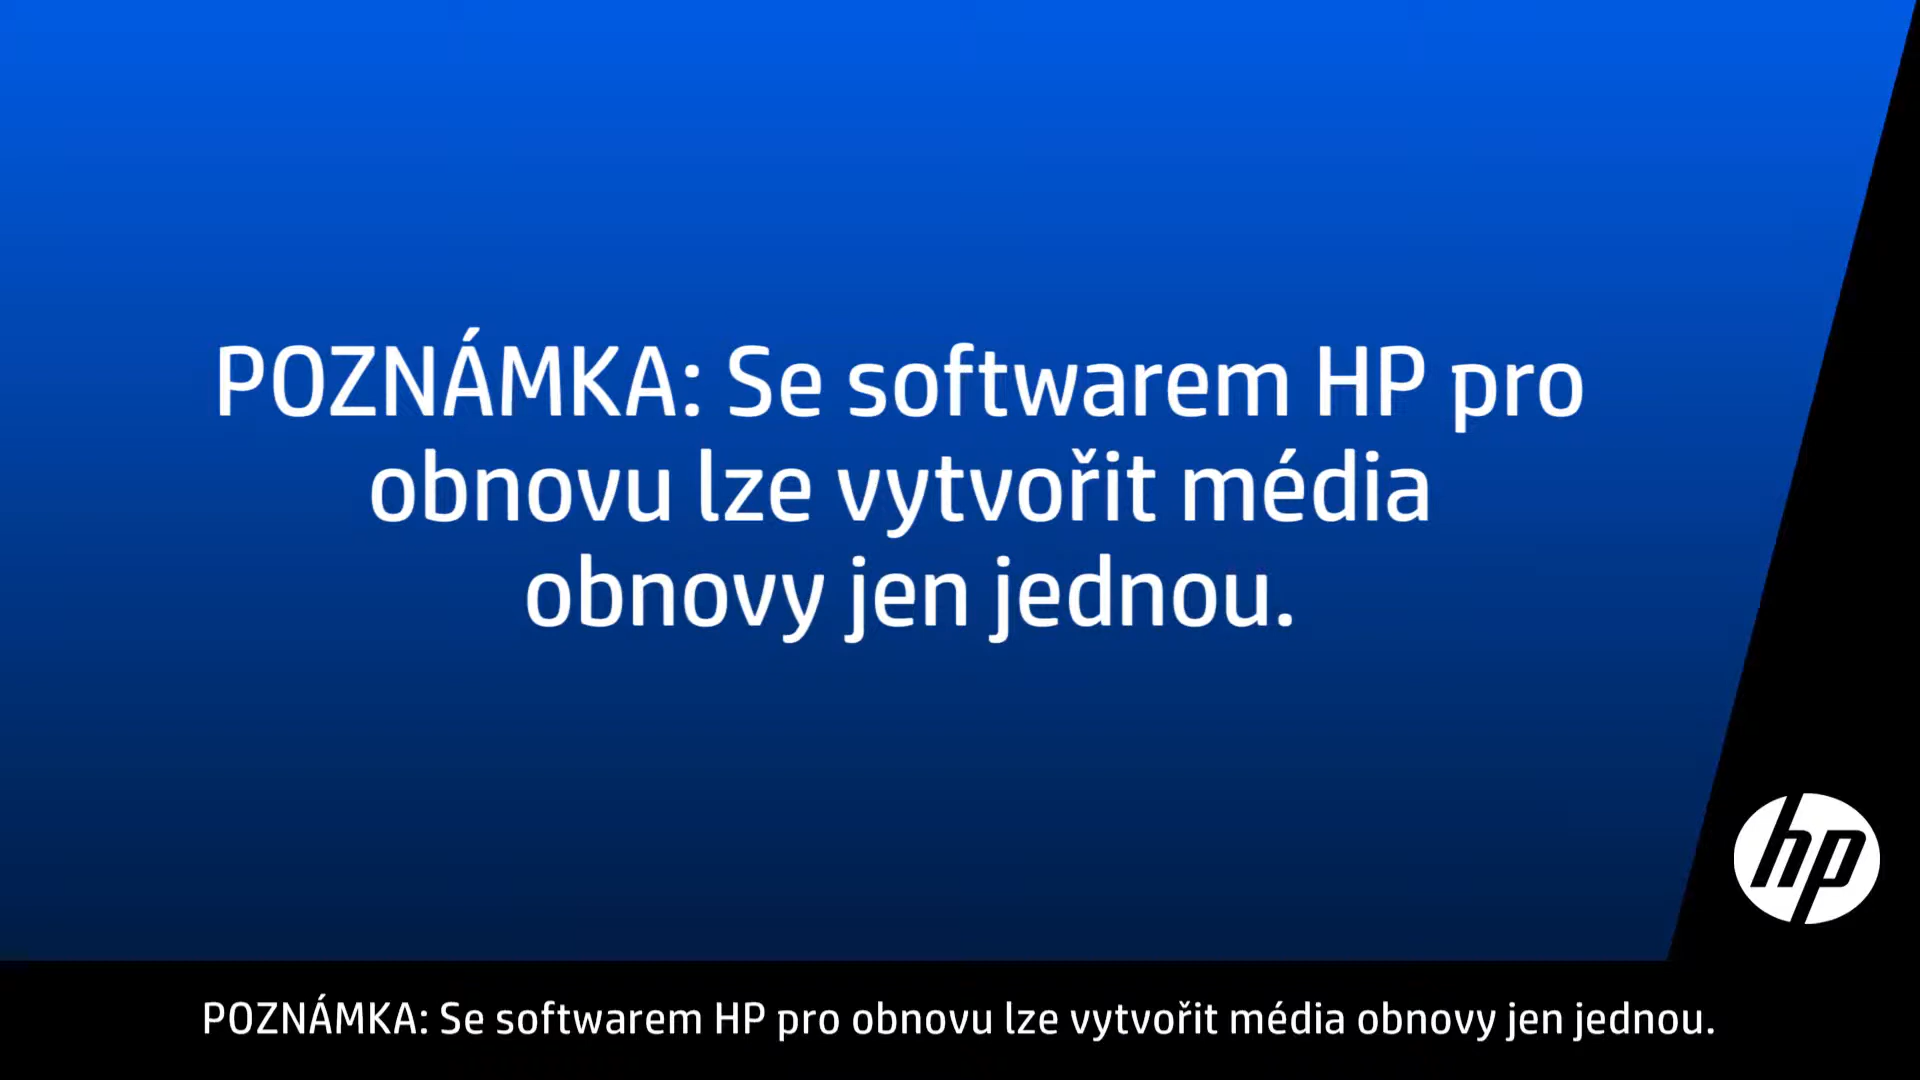 POZNÁMKA: Se softwarem HP pro
obnovu lze vytvořit média
obnovy jen jednou.
hp
POZNÁMKA: Se softwarem HP pro obnovu lze vytvořit média obnovy jen jednou.